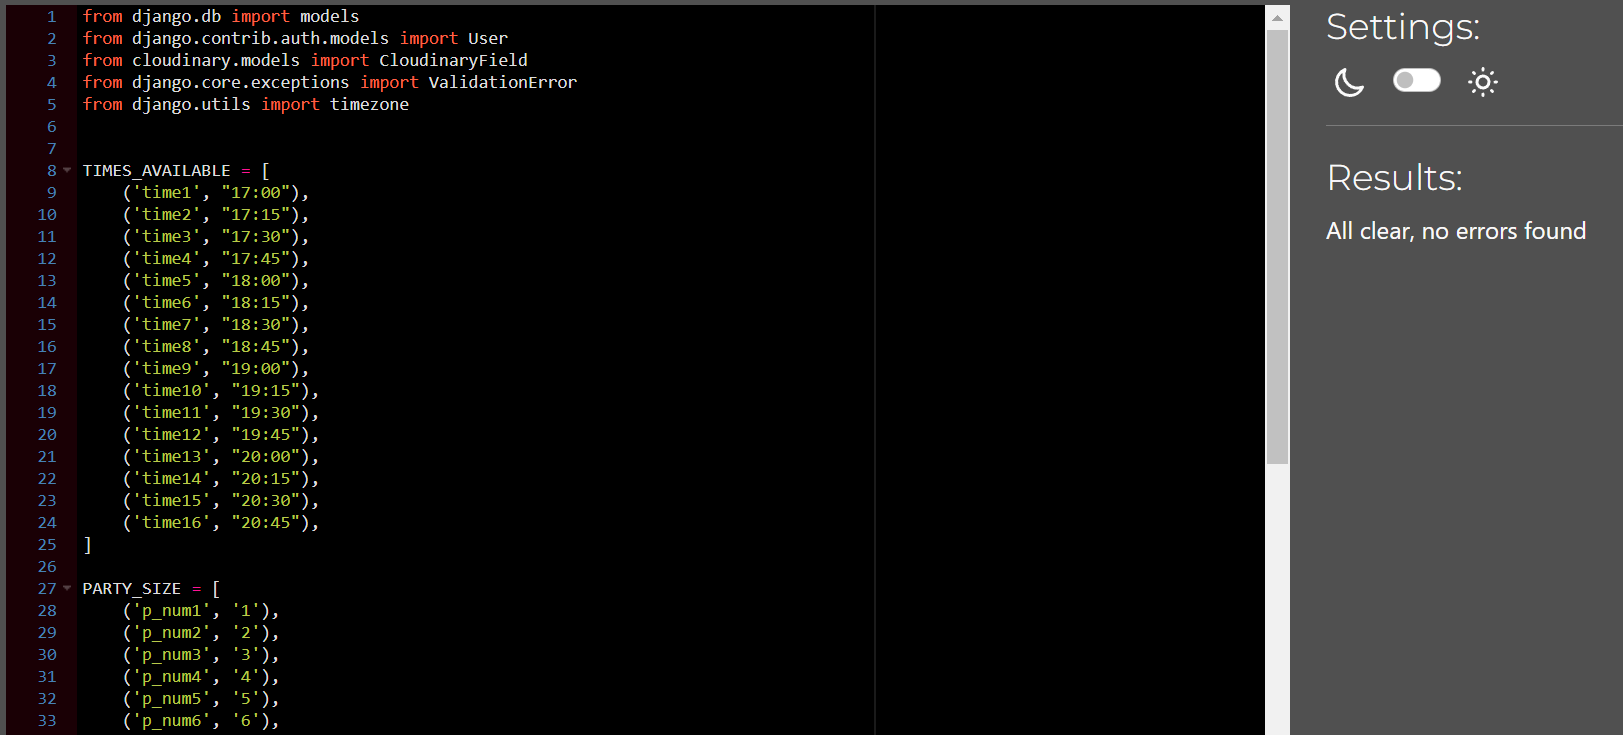 1 from django.db import models
2 from django.contrib.auth.models import User
3 from cloudinary.models import CloudinaryField
4 from django.core.exceptions import ValidationError
5 from django.utils import timezone
6
7
8 TIMES_AVAILABLE = [
9     ('time1', "17:00"),
10     ('time2', "17:15"),
11     ('time3', "17:30"),
12     ('time4', "17:45"),
13     ('time5', "18:00"),
14     ('time6', "18:15"),
15     ('time7', "18:30"),
16     ('time8', "18:45"),
17     ('time9', "19:00"),
18     ('time10', "19:15"),
19     ('time11', "19:30"),
20     ('time12', "19:45"),
21     ('time13', "20:00"),
22     ('time14', "20:15"),
23     ('time15', "20:30"),
24     ('time16', "20:45"),
25 ]
26
27 PARTY_SIZE = [
28     ('p_num1', '1'),
29     ('p_num2', '2'),
30     ('p_num3', '3'),
31     ('p_num4', '4'),
32     ('p_num5', '5'),
33     ('p_num6', '6'),
Settings:
Results:
All clear, no errors found